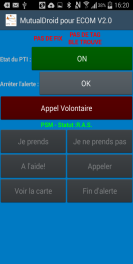 16:20
MutualDroid pour ECOM V2.0
Etat du PTI :
ON
Arrêter l'alerte :
OK
Appel Volontaire
PSM - Statut :R.A.S.
Je prends
Je ne prends pas
A l'aide!
Appeler
Voir la carte
Fin d'alerte